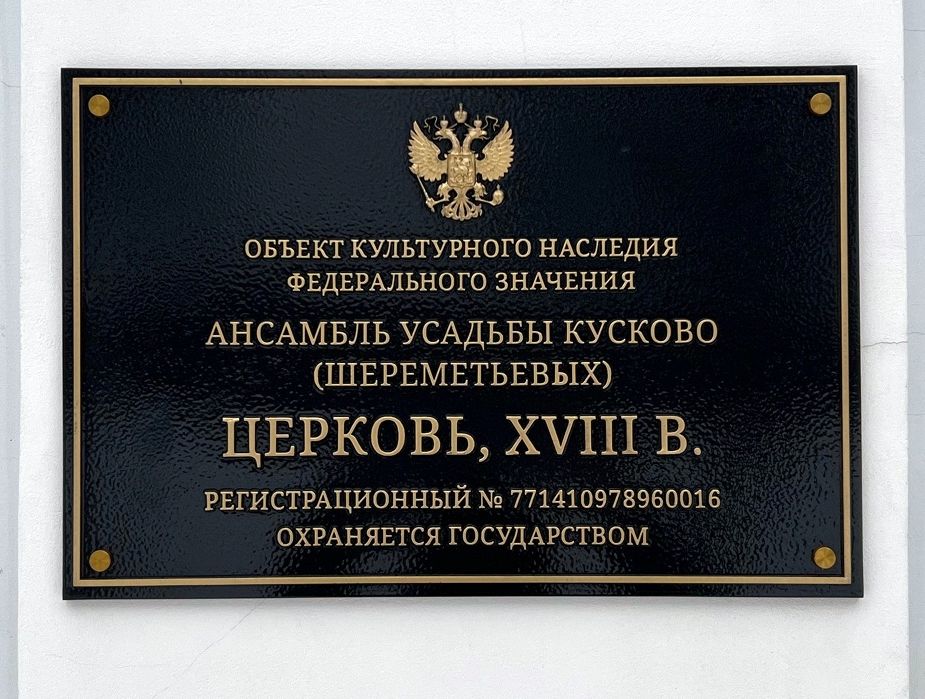 ОБЪЕКТ КУЛЬТУРНОГО НАСЛЕДИЯ
ФЕДЕРАЛЬНОГО ЗНАЧЕНИЯ
АНСАМБЛЬ УСАДЬБЫ КУСКОВО
(ШЕРЕМЕТЬЕВЫХ)
ЦЕРКОВЬ, XVIII В.
РЕГИСТРАЦИОННЫЙ № 771410978960016
ОХРАНЯЕТСЯ ГОСУДАРСТВОМ